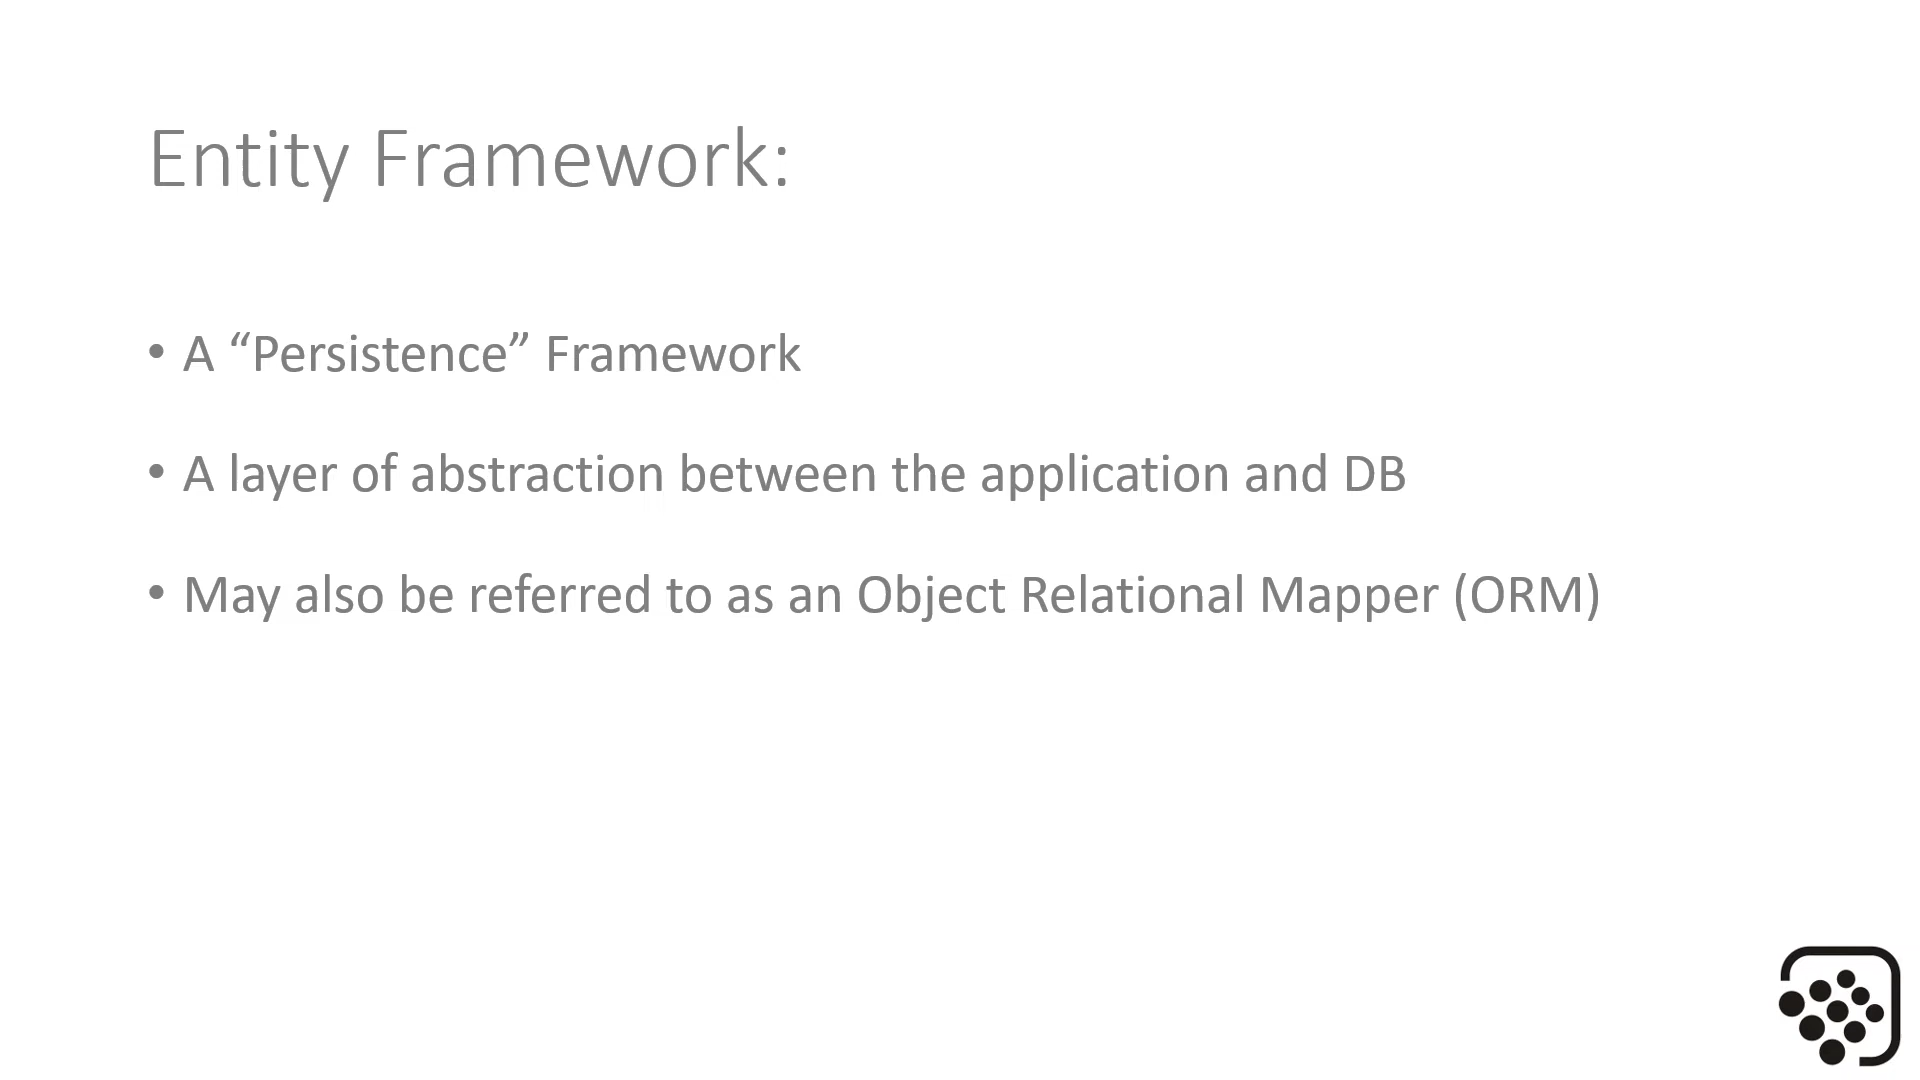 Entity Framework:
• A “Persistence” Framework
• A layer of abstraction between the application and DB
• May also be referred to as an Object Relational Mapper (ORM)